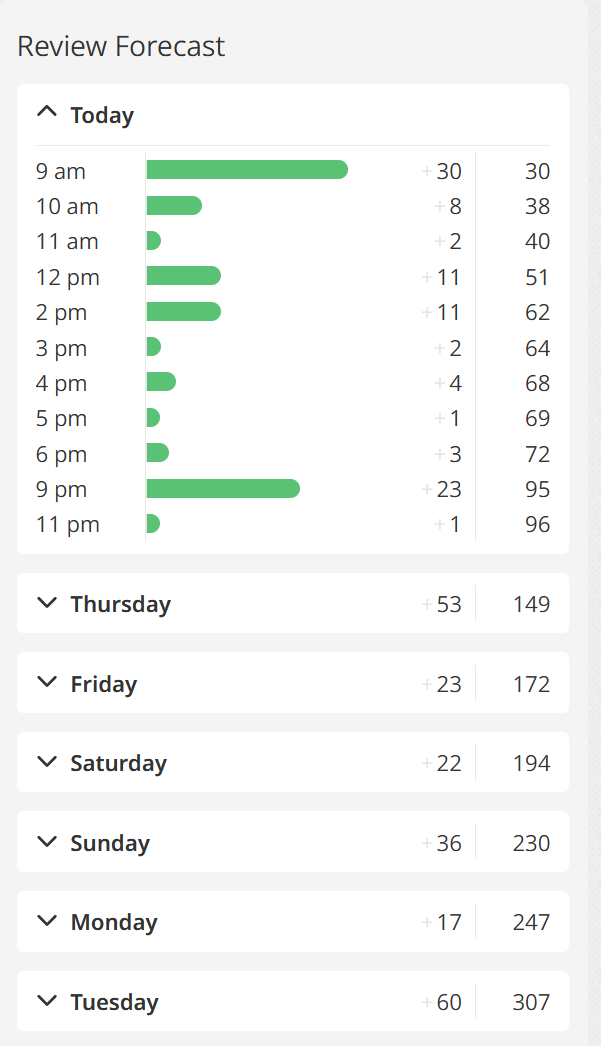 Review Forecast
Today
9 am +30 30
10 am +8 38
11 am +2 40
12 pm +11 51
2 pm +11 62
3 pm +2 64
4 pm +4 68
5 pm +1 69
6 pm +3 72
9 pm +23 95
11 pm +1 96
Thursday +53 149
Friday +23 172
Saturday +22 194
Sunday +36 230
Monday +17 247
Tuesday +60 307